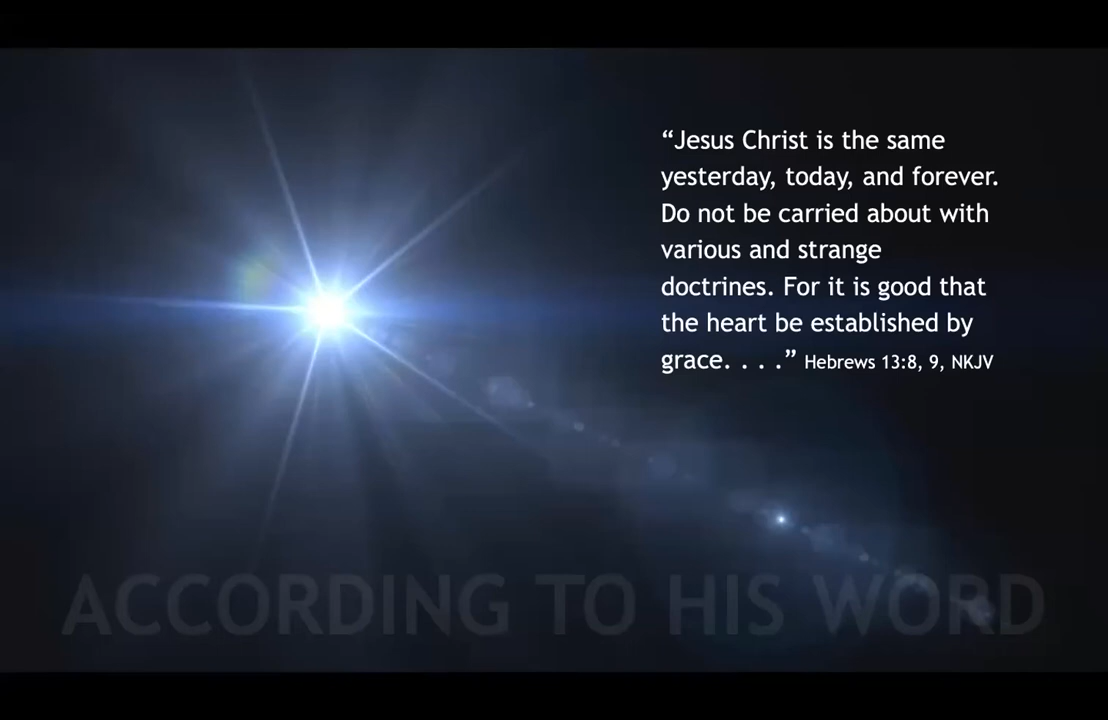 “Jesus Christ is the same
yesterday, today, and forever.
Do not be carried about with
various and strange
doctrines. For it is good that
the heart be established by
grace. . . .” Hebrews 13:8, 9, NKJV
ACCORDING TO HIS WORD